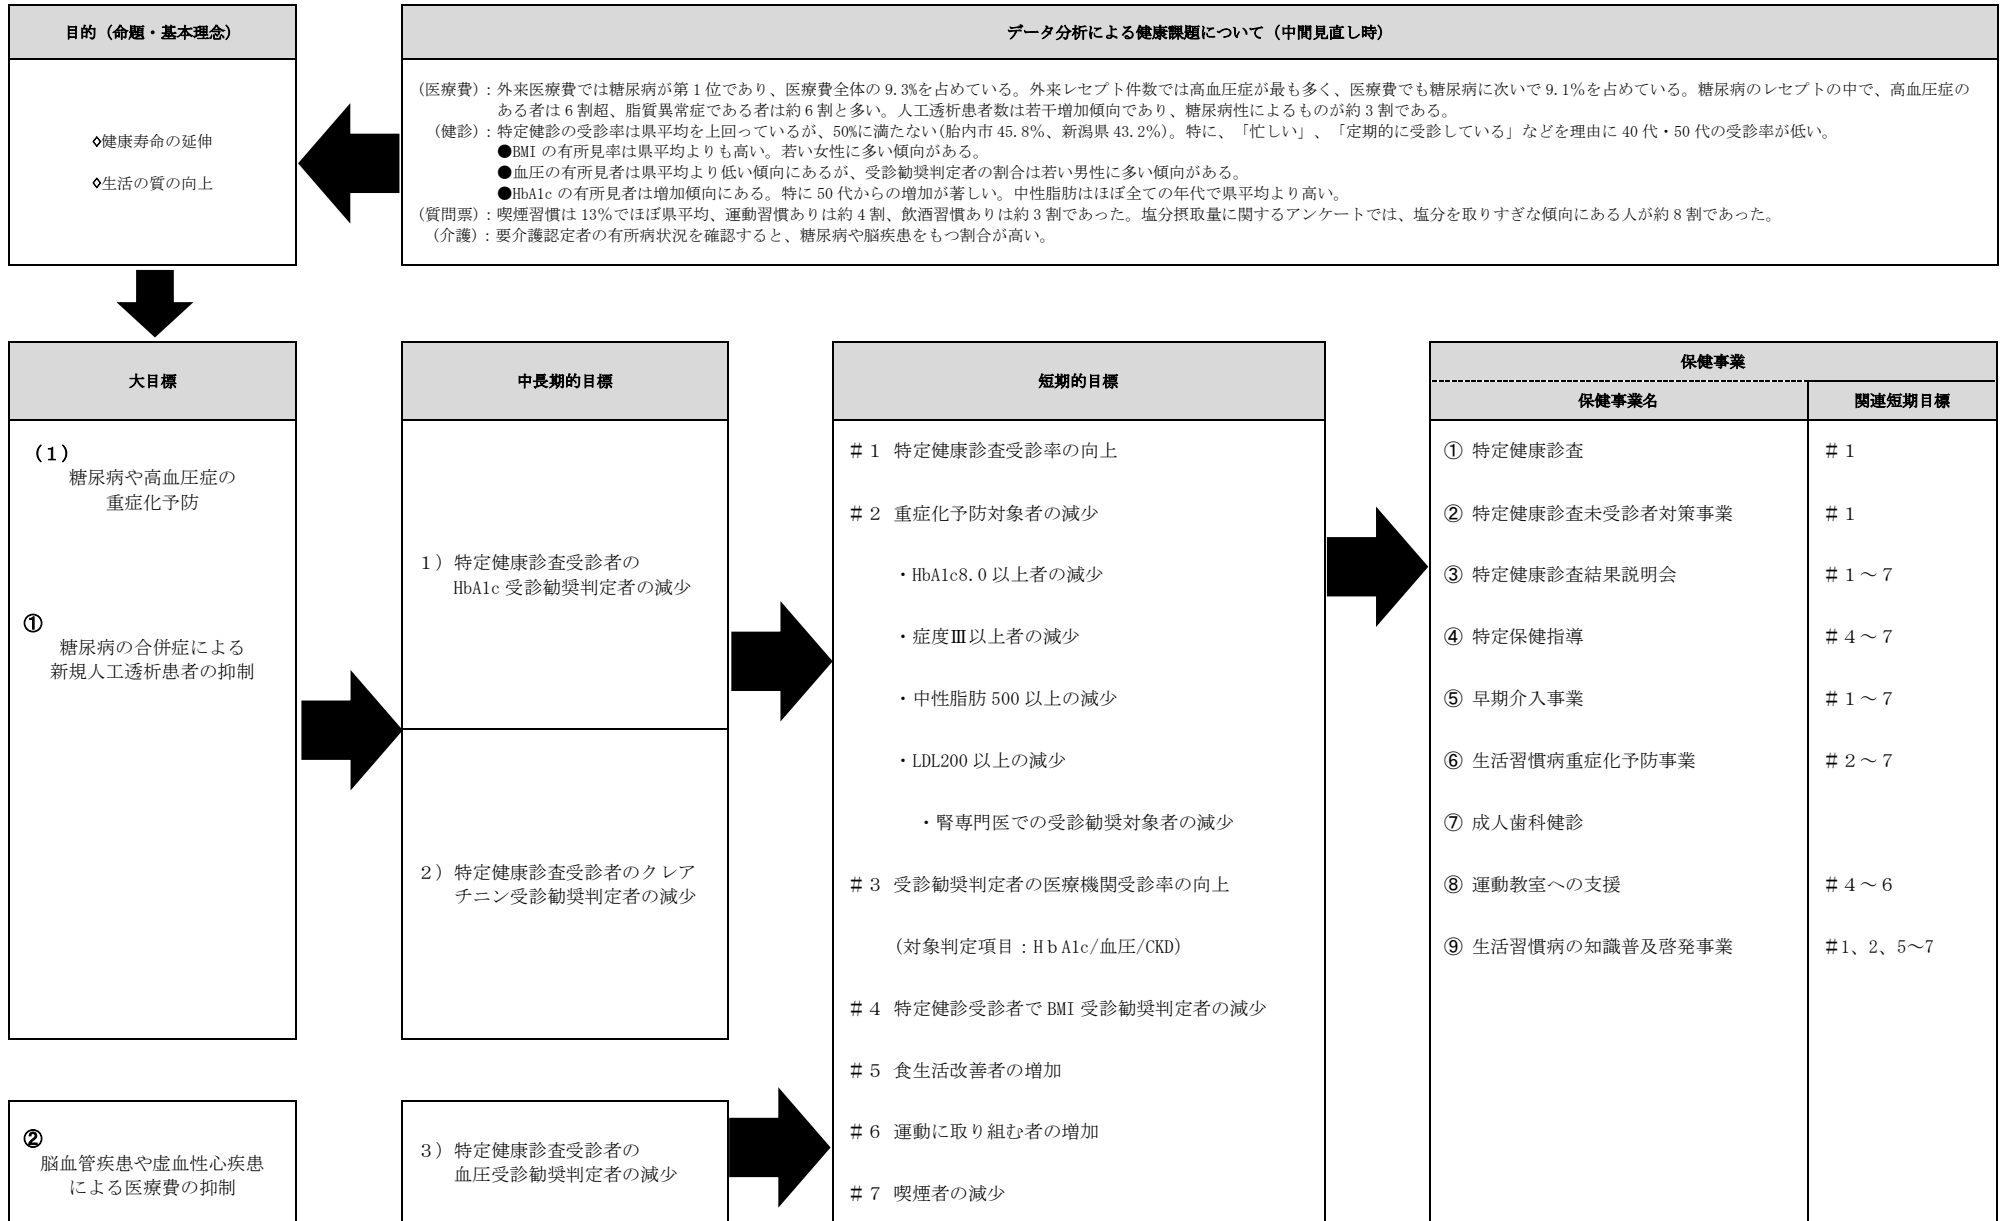 目的（命題・基本理念）
◊健康寿命の延伸
◊生活の質の向上
データ分析による健康課題について（中間見直し時）
(医療費)：外来医療費では糖尿病が第1位であり、医療費全体の9.3%を占めている。外来レセプト件数では高血圧症が最も多く、医療費でも糖尿病に次いで9.1％を占めている。糖尿病のレセプトの中で、高血圧症の
ある者は6割超、脂質異常症である者は約6割と多い。人工透析患者数は若干増加傾向であり、糖尿病性によるものが約3割である。
(健診)：特定健診の受診率は県平均を上回っているが、50%に満たない(胎内市45.8％、新潟県43.2％)。特に、「忙しい」、「定期的に受診している」などを理由に40代・50代の受診率が低い。
●BMIの有所見率は県平均よりも高い。若い女性に多い傾向がある。
●血圧の有所見者は県平均より低い傾向にあるが、受診勧奨判定者の割合は若い男性に多い傾向がある。
●HbA1cの有所見者は増加傾向にある。特に50代からの増加が著しい。中性脂肪はほぼ全ての年代で県平均より高い。
(質問票)：喫煙習慣は13％でほぼ県平均、運動習慣ありは約4割、飲酒習慣ありは約3割であった。塩分摂取量に関するアンケートでは、塩分を取りすぎな傾向にある人が約8割であった。
(介護)：要介護認定者の有所病状況を確認すると、糖尿病や脳疾患をもつ割合が高い。
大目標
（1）
糖尿病や高血圧症の
重症化予防
①
糖尿病の合併症による
新規人工透析患者の抑制
②
脳血管疾患や虚血性心疾患
による医療費の抑制
中長期的目標
１）特定健康診査受診者の
HbA1c受診勧奨判定者の減少
２）特定健康診査受診者のクレア
チニン受診勧奨判定者の減少
３）特定健康診査受診者の
血圧受診勧奨判定者の減少
短期的目標
＃１ 特定健康診査受診率の向上
＃２ 重症化予防対象者の減少
・HbA1c8.0以上者の減少
・症度Ⅲ以上者の減少
・中性脂肪500以上の減少
・LDL200以上の減少
・腎専門医での受診勧奨対象者の減少
＃３ 受診勧奨判定者の医療機関受診率の向上
(対象判定項目：ＨｂA1c/血圧/CKD)
＃４ 特定健診受診者でBMI受診勧奨判定者の減少
＃５ 食生活改善者の増加
＃６ 運動に取り組む者の増加
＃７ 喫煙者の減少
保健事業
保健事業名 関連短期目標
① 特定健康診査 ＃１
② 特定健康診査未受診者対策事業 ＃１
③ 特定健康診査結果説明会 ＃１～７
④ 特定保健指導 ＃４～７
⑤ 早期介入事業 ＃１～７
⑥ 生活習慣病重症化予防事業 ＃２～７
⑦ 成人歯科健診
⑧ 運動教室への支援 ＃４～６
⑨ 生活習慣病の知識普及啓発事業 ＃1、2、5～7